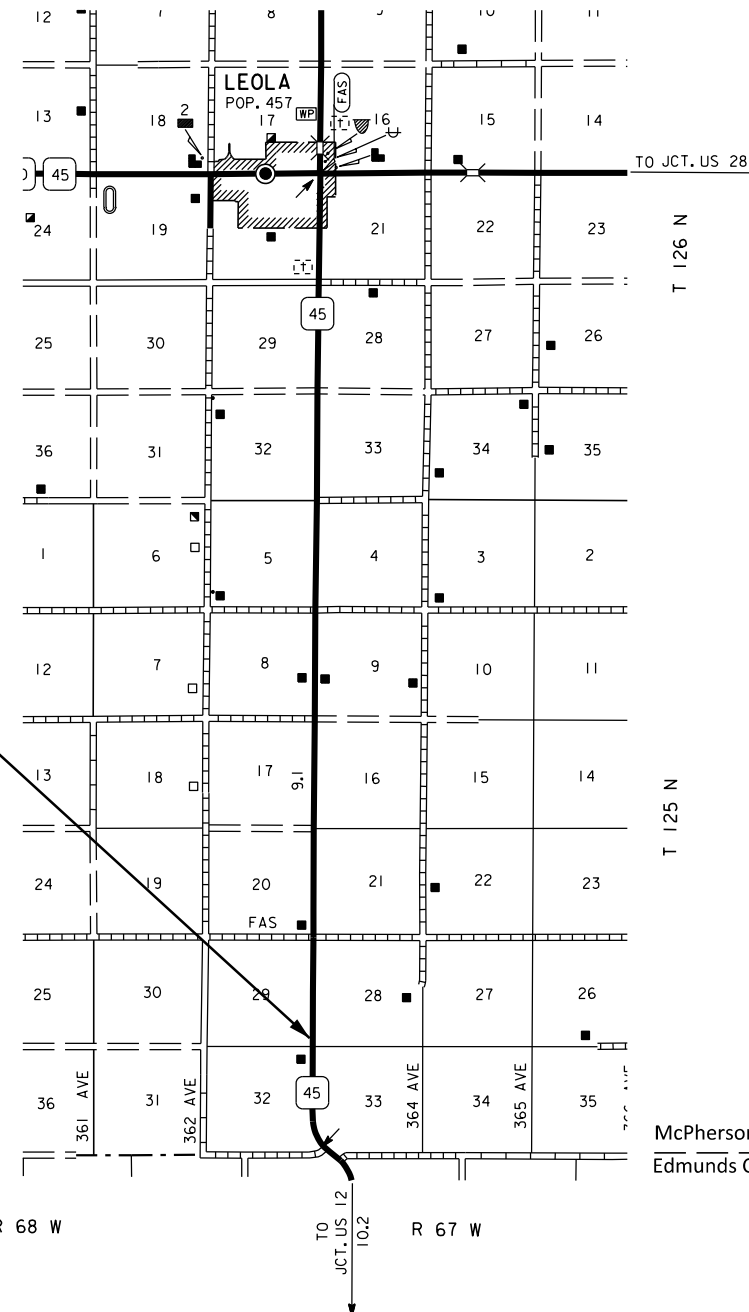 12 7 8 9 10 11
LEOLA
POP. 457
WP
FAS
13 18 2 17 16 15 14
45
TO JCT. US 28
24 19 21 22 23
T 126 N
45
25 30 29 28 27 26
36 31 32 33 34 35
1 6 5 4 3 2
12 7 8 9 10 11
13 18 17 9.1 16 15 14
T 125 N
24 19 20 21 22 23
FAS
25 30 29 28 27 26
45
36 361 AVE 31 362 AVE 32 33 364 AVE 34 365 AVE 35
McPherson
Edmunds C
R 68 W
TO
JCT. US 12
10.2
R 67 W